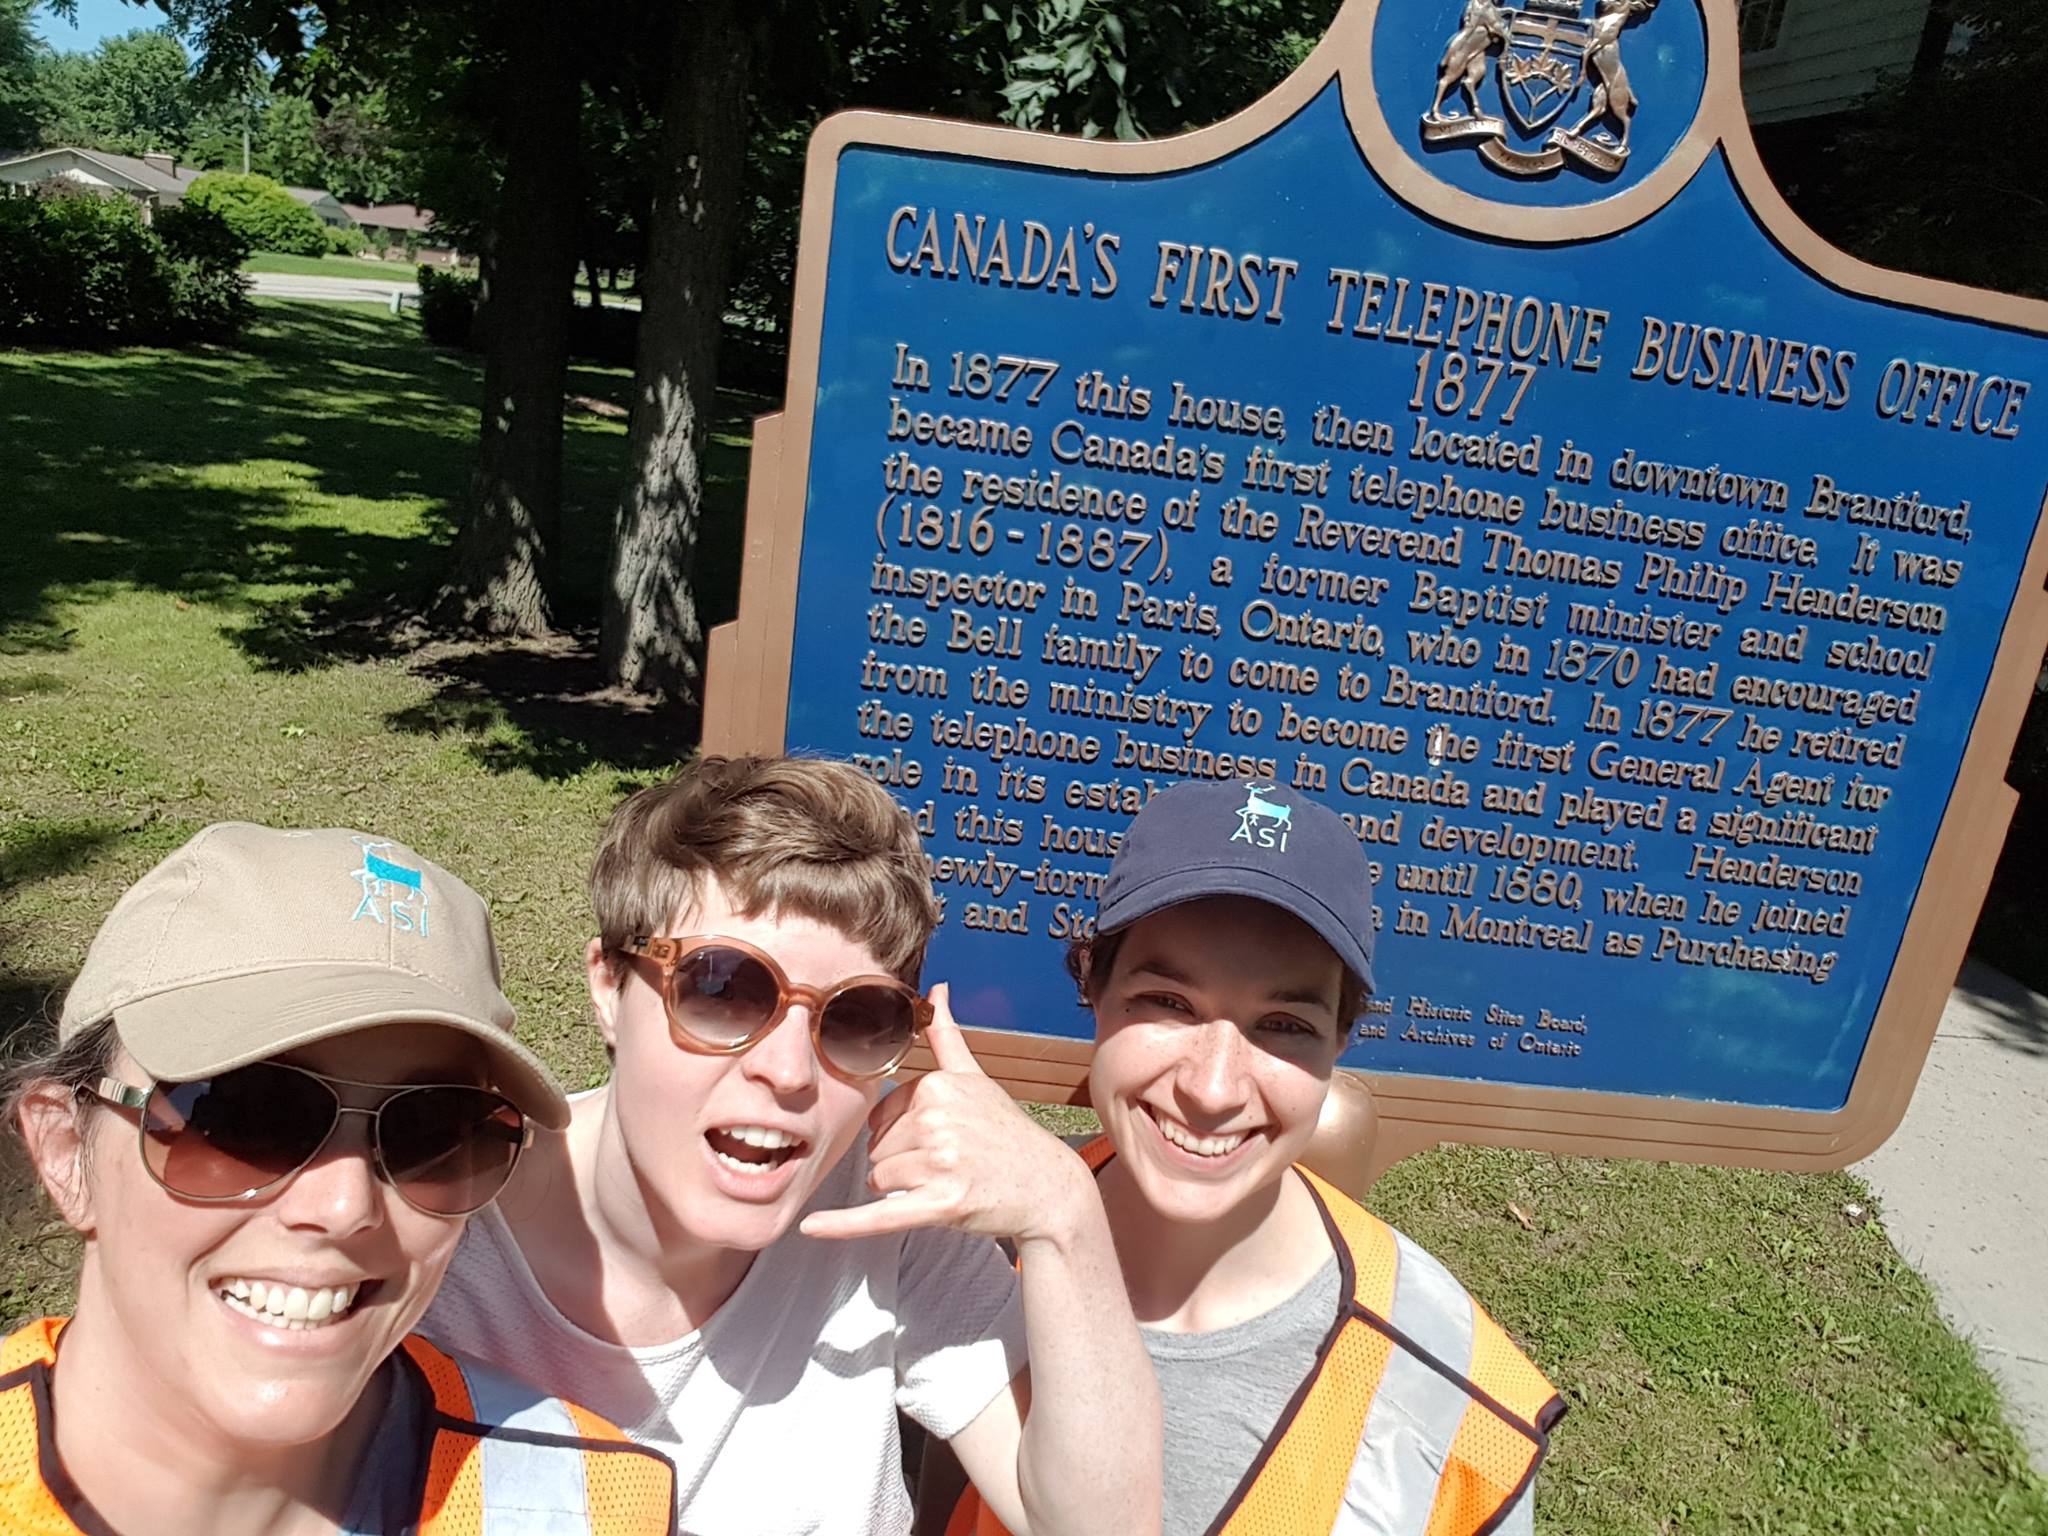 CANADA'S FIRST TELEPHONE BUSINESS OFFICE
1877
In 1877 this house, then located in downtown Brantford,
became Canada's first telephone business office. It was
the residence of the Reverend Thomas Philip Henderson
(1816-1887), a former Baptist minister and school
inspector in Paris, Ontario, who in 1870 had encouraged
the Bell family to come to Brantford. In 1877 he retired
from the ministry to become the first General Agent for
the telephone business in Canada and played a significant
role in its and development. Henderson
this until 1880, when he joined
in Montreal as Purchasing
and
and Historic Sites Board,
and Archives of Ontario
ASI
ASI